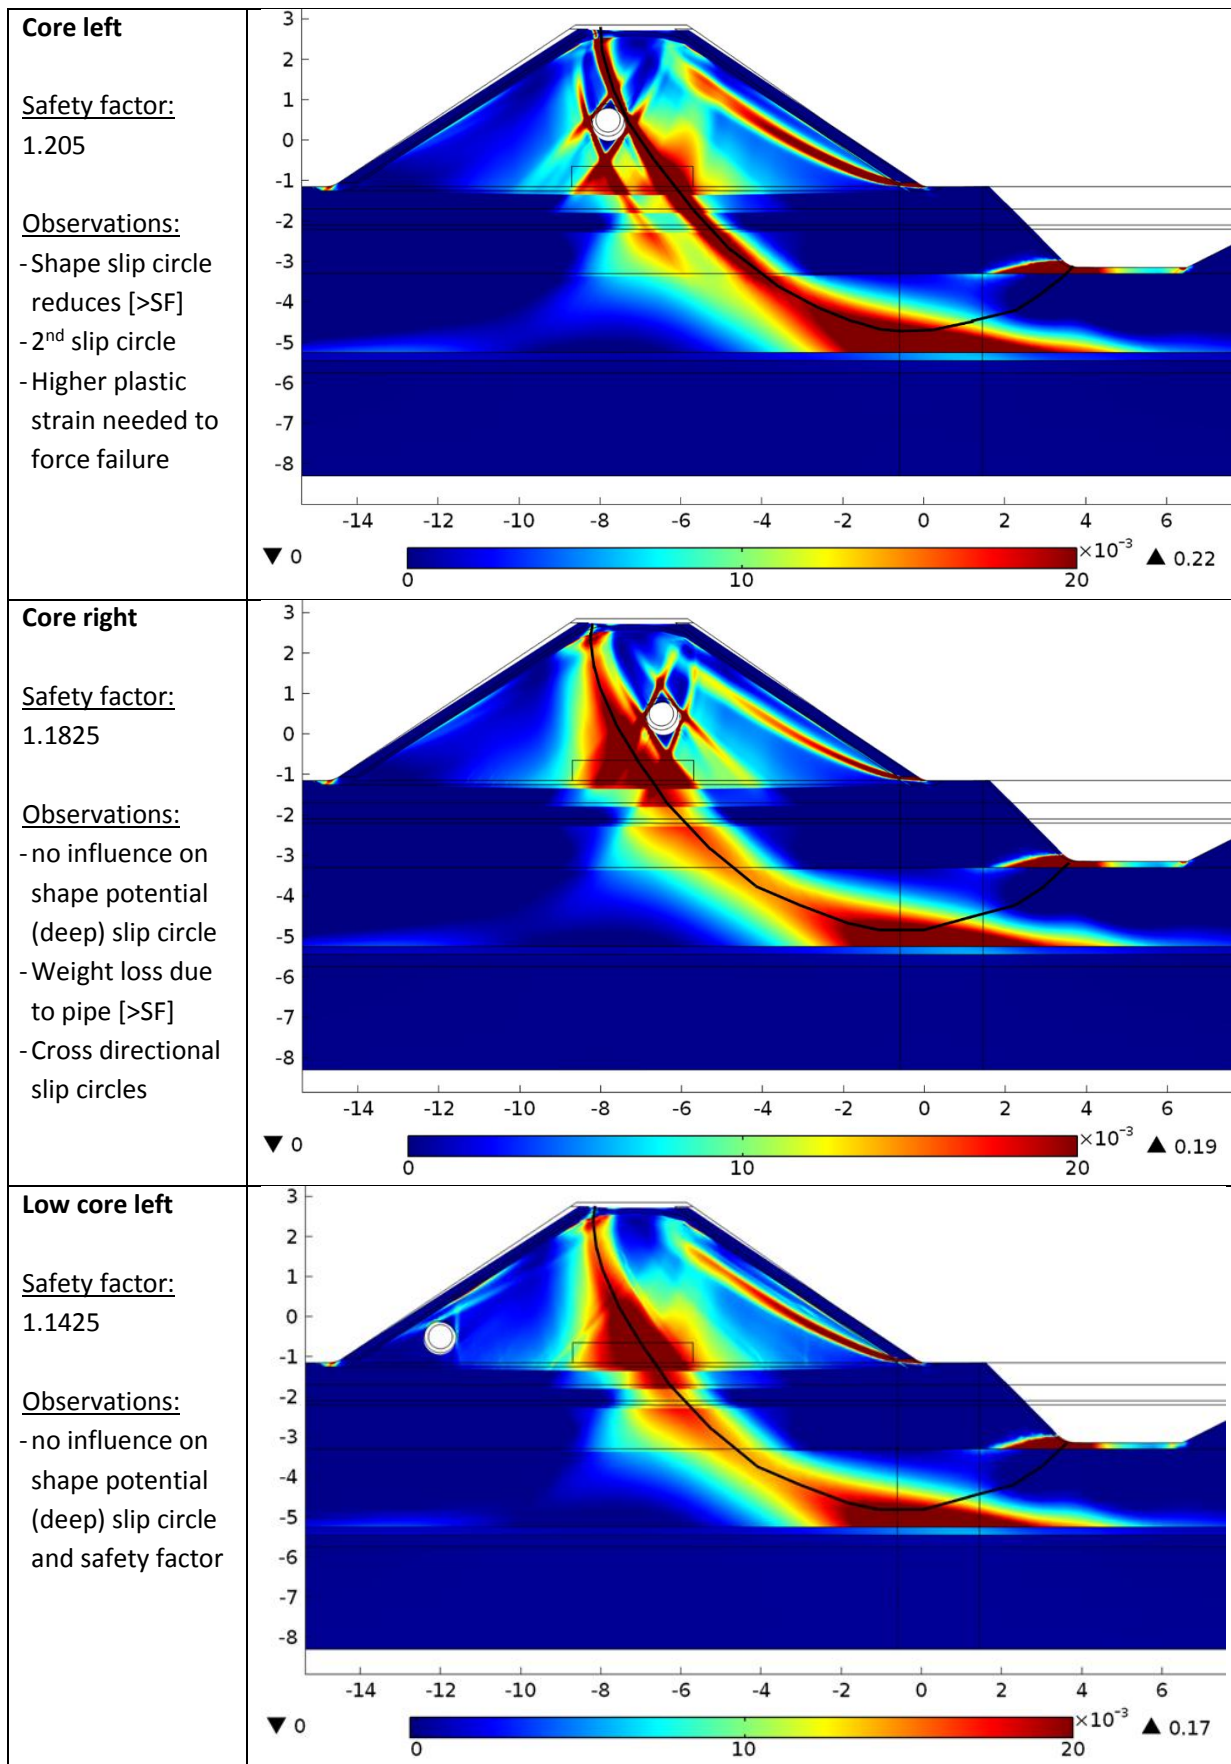 Core left
Safety factor:
1.205
Observations:
- Shape slip circle
reduces [>SF]
- 2nd slip circle
- Higher plastic
strain needed to
force failure
3
2
1
0
-1
-2
-3
-4
-5
-6
-7
-8
-14 -12 -10 -8 -6 -4 -2 0 2 4 6
▼ 0 ×10⁻³ ▲ 0.22
0 10 20
Core right
Safety factor:
1.1825
Observations:
- no influence on
shape potential
(deep) slip circle
- Weight loss due
to pipe [>SF]
- Cross directional
slip circles
3
2
1
0
-1
-2
-3
-4
-5
-6
-7
-8
-14 -12 -10 -8 -6 -4 -2 0 2 4 6
▼ 0 ×10⁻³ ▲ 0.19
0 10 20
Low core left
Safety factor:
1.1425
Observations:
- no influence on
shape potential
(deep) slip circle
and safety factor
3
2
1
0
-1
-2
-3
-4
-5
-6
-7
-8
-14 -12 -10 -8 -6 -4 -2 0 2 4 6
▼ 0 ×10⁻³ ▲ 0.17
0 10 20